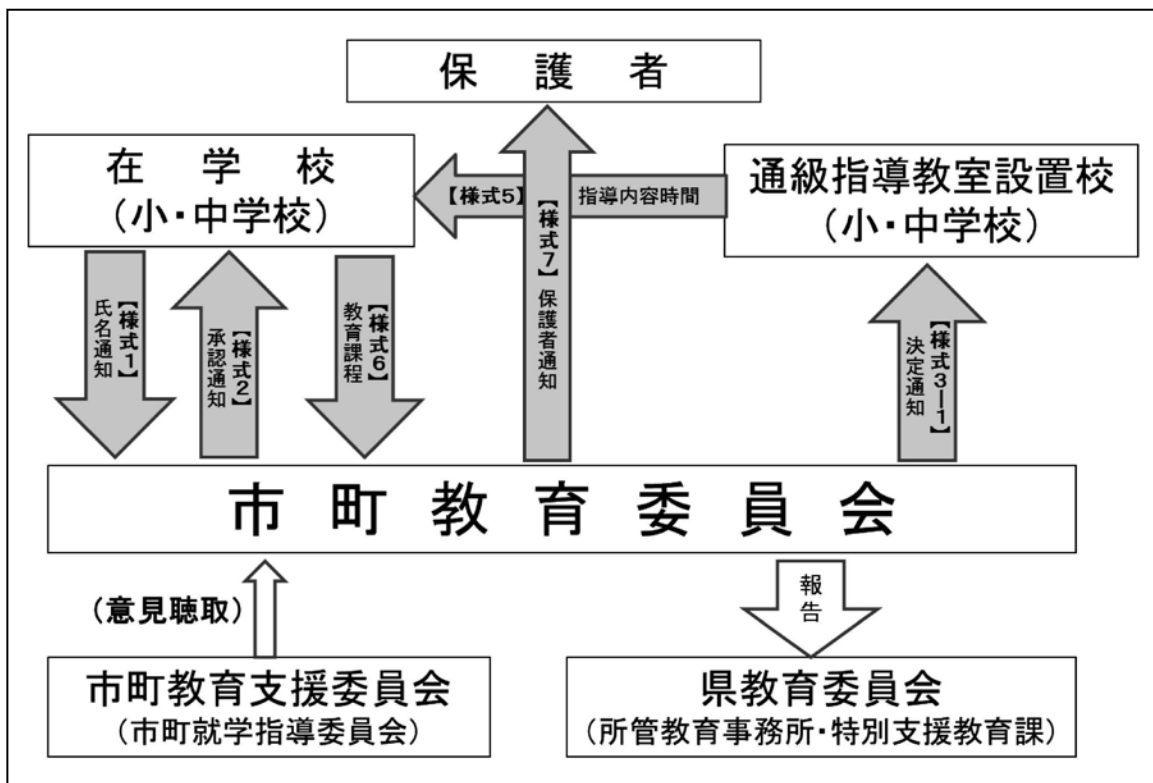 保護者
在学校
(小・中学校)
通級指導教室設置校
(小・中学校)
【様式5】 指導内容時間
【様式1】
氏名通知
【様式2】
承認通知
【様式6】
教育課程
【様式7】保護者通知
【様式3－1】
決定通知
市町教育委員会
(意見聴取)
報告
市町教育支援委員会
(市町就学指導委員会)
県教育委員会
(所管教育事務所・特別支援教育課)